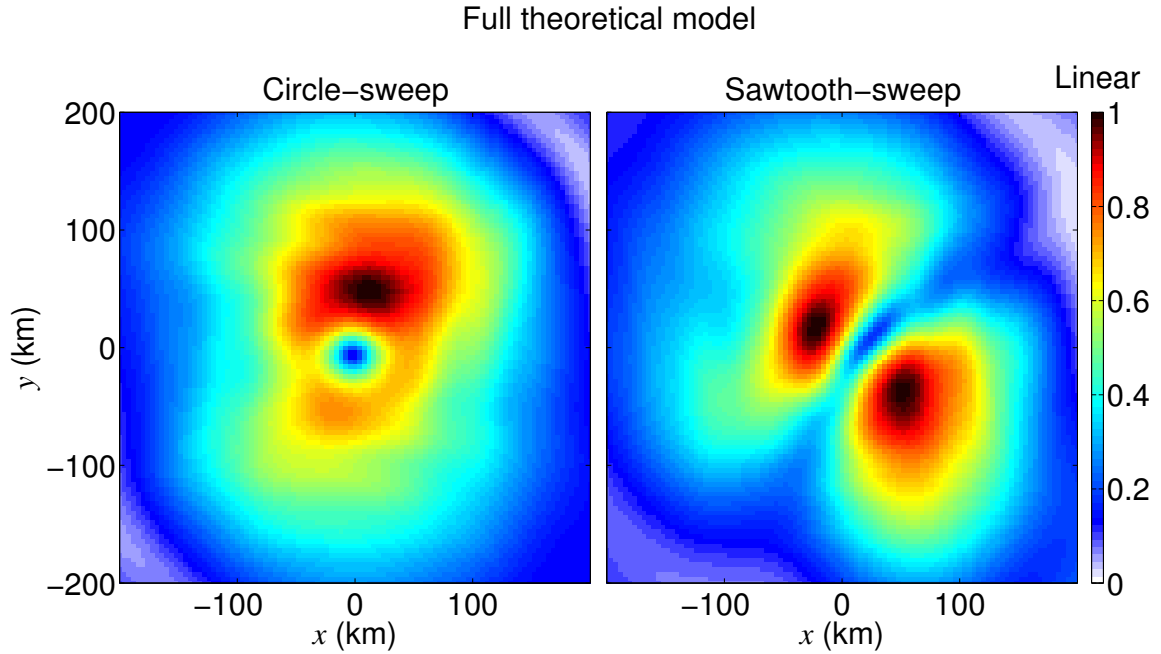 Full theoretical model
Circle−sweep
Sawtooth−sweep
Linear
200
100
0
−100
−200
y (km)
−100 0 100
x (km)
−100 0 100
x (km)
1
0.8
0.6
0.4
0.2
0